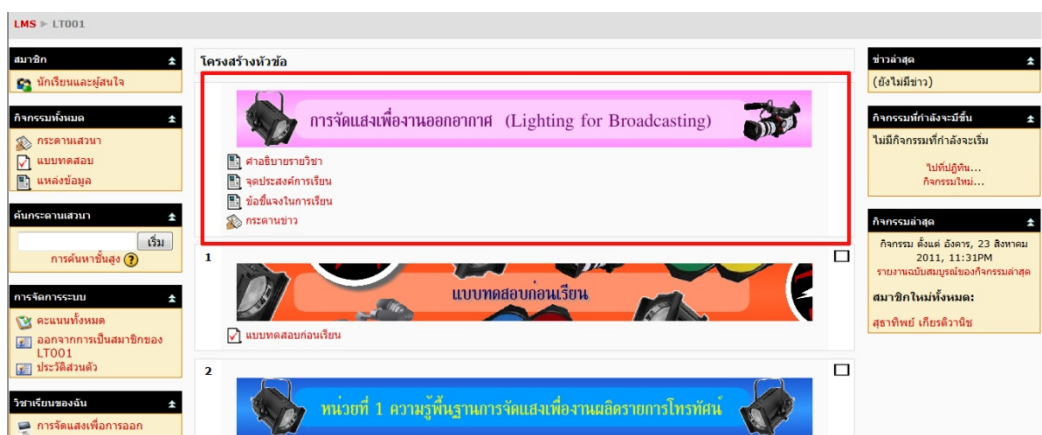 LMS ► LT001
สมาชิก
นักเรียนและผู้สนใจ
กิจกรรมทั้งหมด
กระดานเสวนา
แบบทดสอบ
แหล่งข้อมูล
ค้นกระดานเสวนา
เริ่ม
การค้นหาชั้นสูง ?
การจัดการระบบ
คะแนนทั้งหมด
ออกจากการเป็นสมาชิกของ
LT001
ประวัติส่วนตัว
วิชาเรียนของฉัน
การจัดแสงเพื่อการออก
โครงสร้างหัวข้อ
การจัดแสงเพื่องานออกอากาศ (Lighting for Broadcasting)
คำอธิบายรายวิชา
จุดประสงค์การเรียน
ข้อชี้แจงในการเรียน
กระดานข่าว
1
แบบทดสอบก่อนเรียน
แบบทดสอบก่อนเรียน
2
หน่วยที่ 1 ความรู้พื้นฐานการจัดแสงเพื่องานผลิตรายการโทรทัศน์
ข่าวล่าสุด
(ยังไม่มีข่าว)
กิจกรรมที่กำลังจะมีขึ้น
ไม่มีกิจกรรมที่กำลังจะเริ่ม
ไปที่ปฏิทิน...
กิจกรรมใหม่...
กิจกรรมล่าสุด
กิจกรรม ตั้งแต่ อังคาร, 23 สิงหาคม
2011, 11:31PM
รายงานฉบับสมบูรณ์ของกิจกรรมล่าสุด
สมาชิกใหม่ทั้งหมด:
สุธาทิพย์ เกียรติวานิช